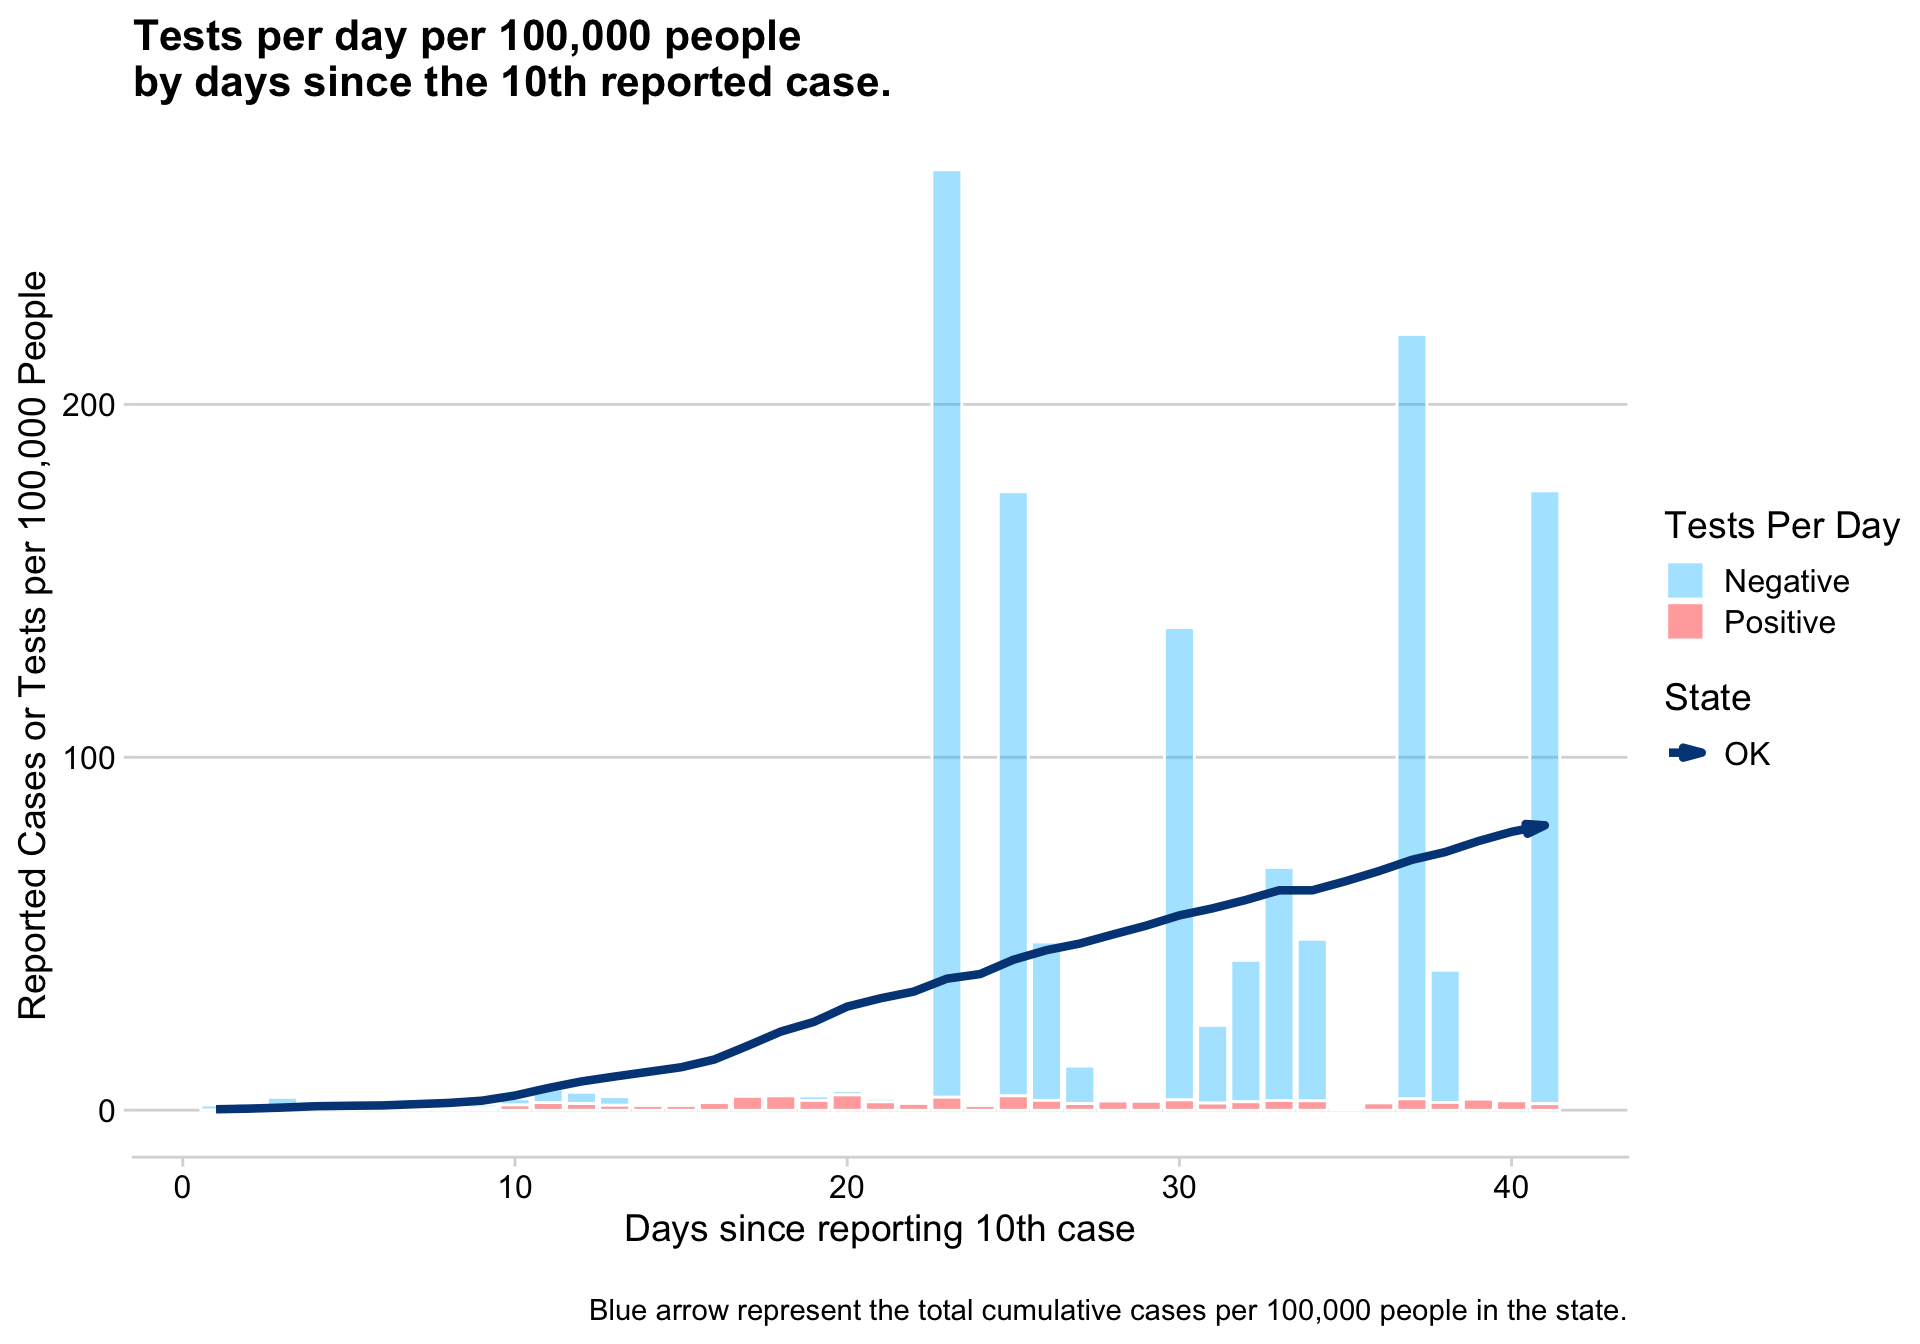 Tests per day per 100,000 people
by days since the 10th reported case.
Reported Cases or Tests per 100,000 People
200
100
0
0 10 20 30 40
Days since reporting 10th case
Tests Per Day
Negative
Positive
State
OK
Blue arrow represent the total cumulative cases per 100,000 people in the state.